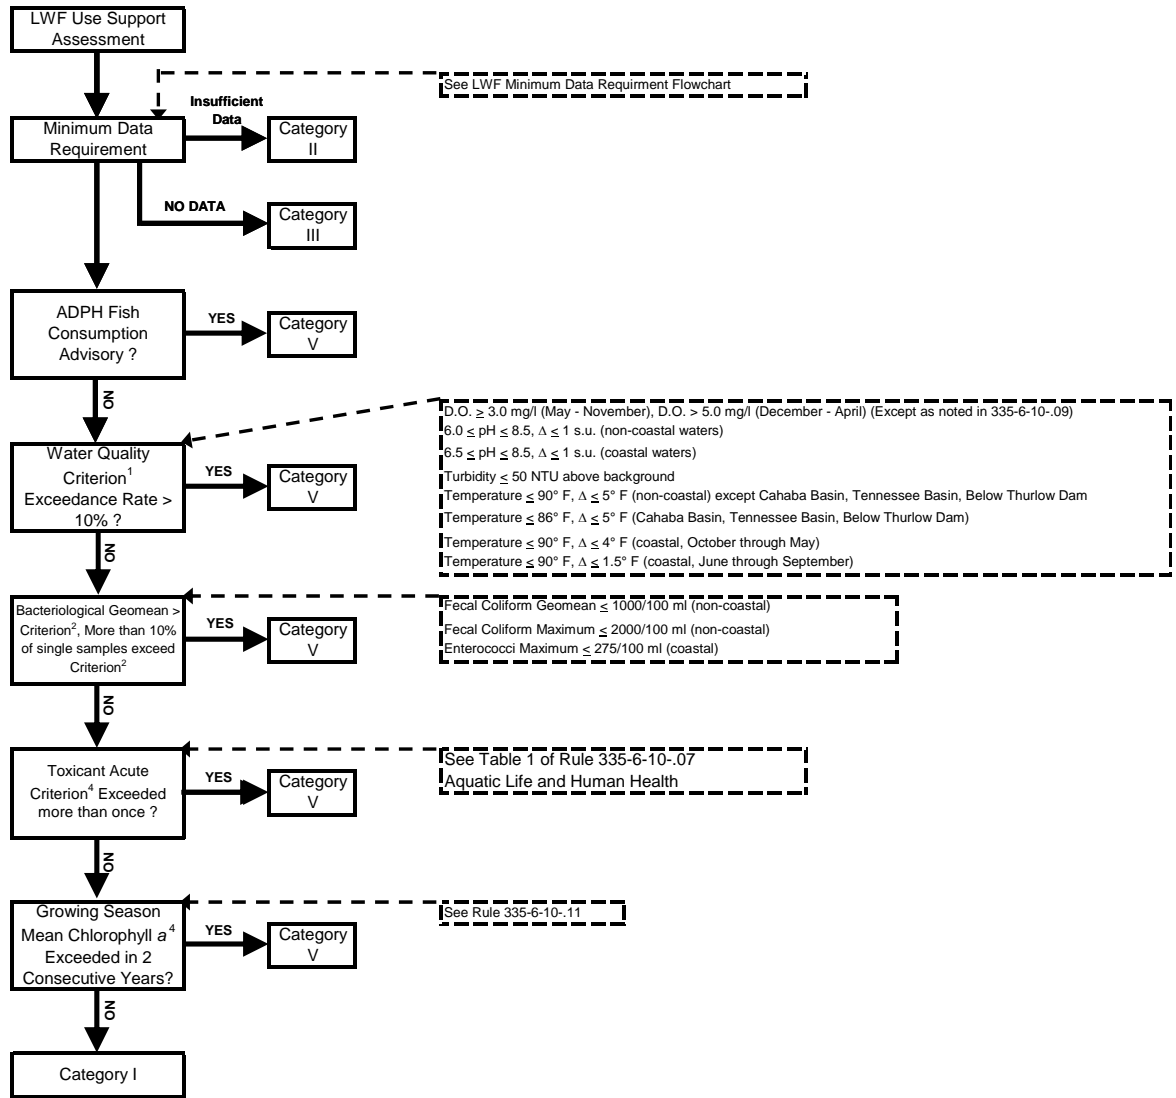 LWF Use Support
Assessment
See LWF Minimum Data Requirment Flowchart
Insufficient
Data
Minimum Data
Requirement
Category
II
NO DATA
Category
III
ADPH Fish
Consumption
Advisory ?
YES
Category
V
NO
D.O. ≥ 3.0 mg/l (May - November), D.O. > 5.0 mg/l (December - April) (Except as noted in 335-6-10-.09)
6.0 ≤ pH ≤ 8.5, Δ ≤ 1 s.u. (non-coastal waters)
6.5 ≤ pH ≤ 8.5, Δ ≤ 1 s.u. (coastal waters)
Turbidity ≤ 50 NTU above background
Temperature ≤ 90° F, Δ ≤ 5° F (non-coastal) except Cahaba Basin, Tennessee Basin, Below Thurlow Dam
Temperature ≤ 86° F, Δ ≤ 5° F (Cahaba Basin, Tennessee Basin, Below Thurlow Dam)
Temperature ≤ 90° F, Δ ≤ 4° F (coastal, October through May)
Temperature ≤ 90° F, Δ ≤ 1.5° F (coastal, June through September)
Water Quality
Criterion¹
Exceedance Rate >
10% ?
YES
Category
V
NO
Bacteriological Geomean >
Criterion², More than 10%
of single samples exceed
Criterion²
YES
Category
V
Fecal Coliform Geomean ≤ 1000/100 ml (non-coastal)
Fecal Coliform Maximum ≤ 2000/100 ml (non-coastal)
Enterococci Maximum ≤ 275/100 ml (coastal)
NO
Toxicant Acute
Criterion⁴ Exceeded
more than once ?
YES
Category
V
See Table 1 of Rule 335-6-10-.07
Aquatic Life and Human Health
NO
Growing Season
Mean Chlorophyll a⁴
Exceeded in 2
Consecutive Years?
YES
Category
V
See Rule 335-6-10-.11
NO
Category I